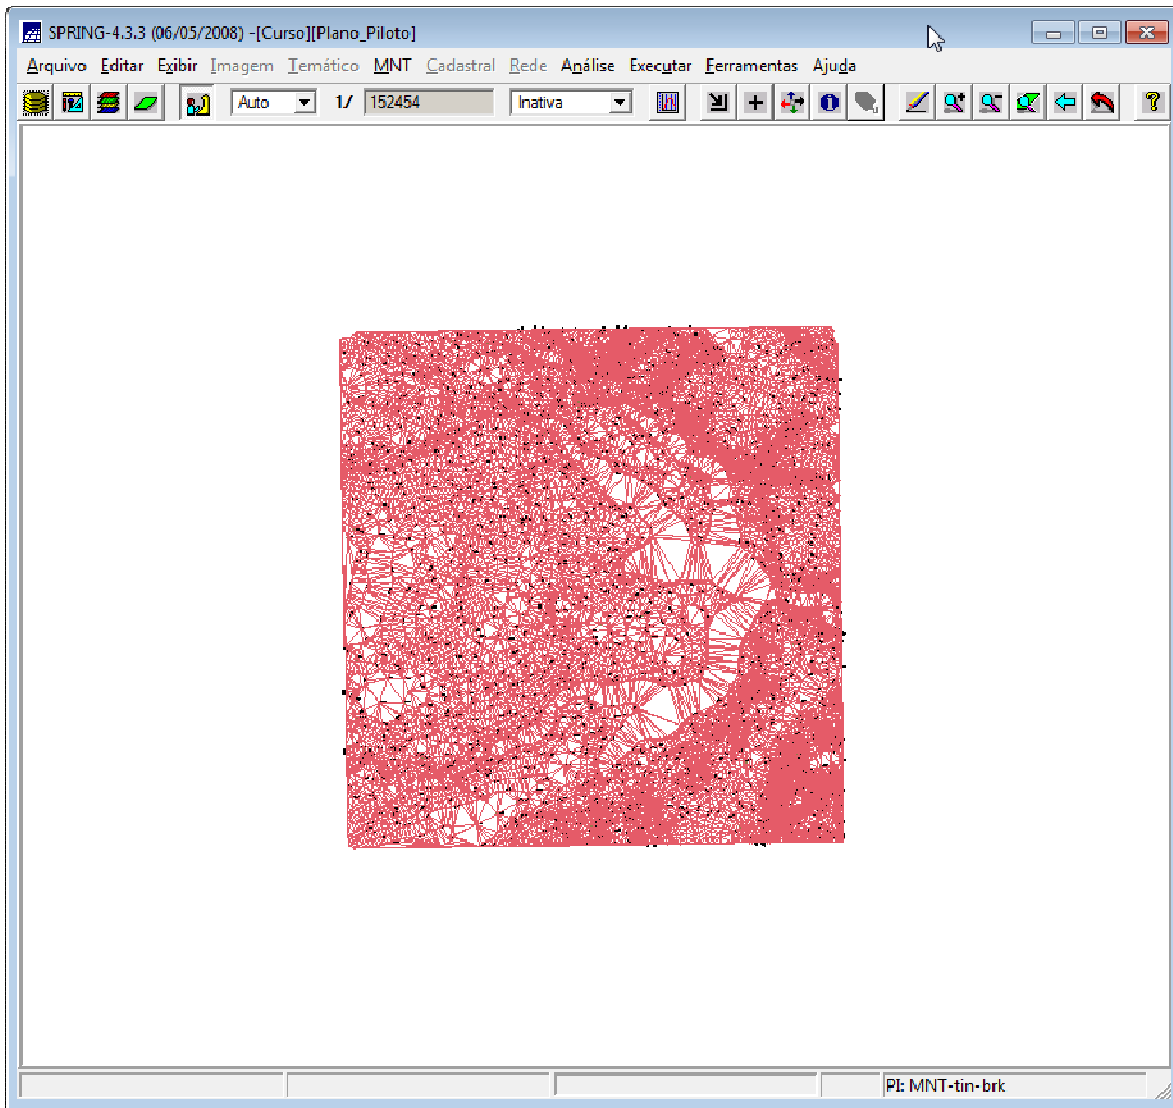 SPRING-4.3.3 (06/05/2008) -[Curso][Plano_Piloto]
Arquivo Editar Exibir Imagem Temático MNT Cadastral Rede Análise Executar Ferramentas Ajuda
Auto 1/ 152454 Inativa
PI: MNT-tin-brk